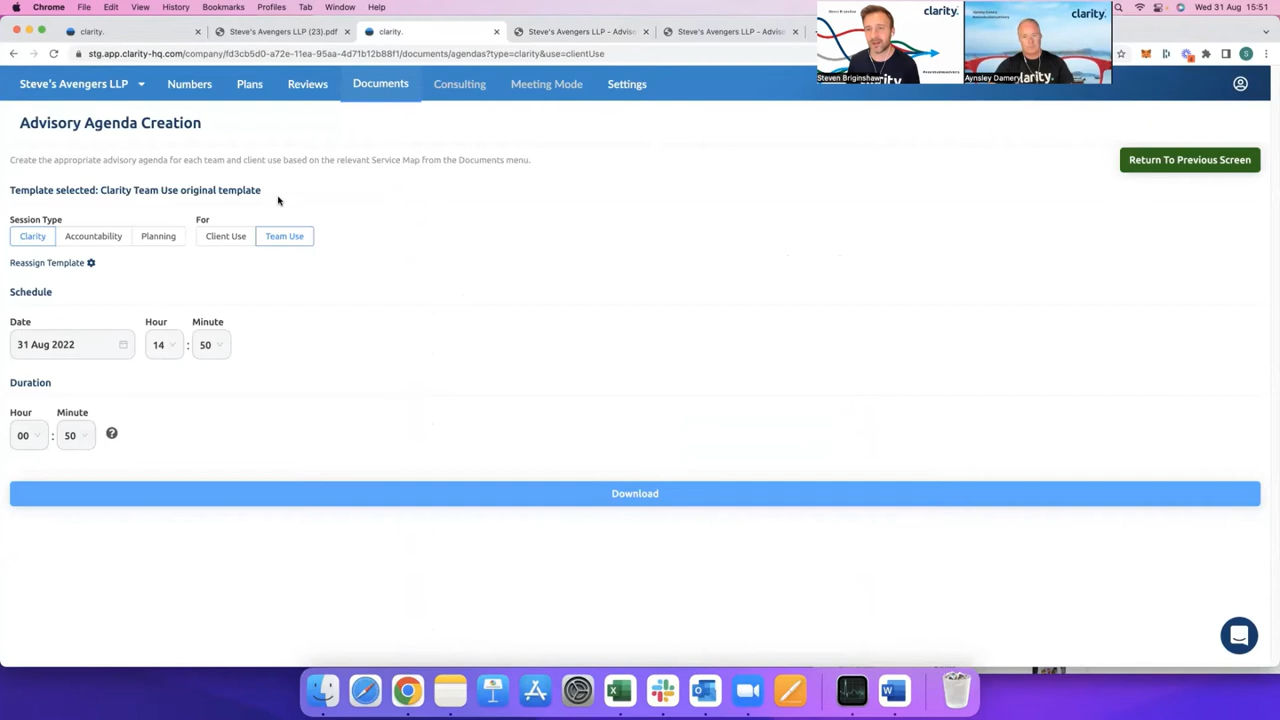 Chrome File Edit View History Bookmarks Profiles Tab Window Help
Wed 31 Aug 15:51
clarity.
Steve's Avengers LLP (23).pdf
clarity.
Steve's Avengers LLP - Adviso
Steve's Avengers LLP - Adviso
stg.app.clarity-hq.com/company/fd3cb5d0-a72e-11ea-95aa-4d71b12b88f1/documents/agendas?type=clarity&use=clientUse
clarity.
clarity.
Steven Briginshaw
Aynsley Damery
clarity.
Steve's Avengers LLP
Numbers
Plans
Reviews
Documents
Consulting
Meeting Mode
Settings
Advisory Agenda Creation
Create the appropriate advisory agenda for each team and client use based on the relevant Service Map from the Documents menu.
Return To Previous Screen
Template selected: Clarity Team Use original template
Session Type For
Clarity Accountability Planning Client Use Team Use
Reassign Template
Schedule
Date Hour Minute
31 Aug 2022 14 : 50
Duration
Hour Minute
00 : 50
Download